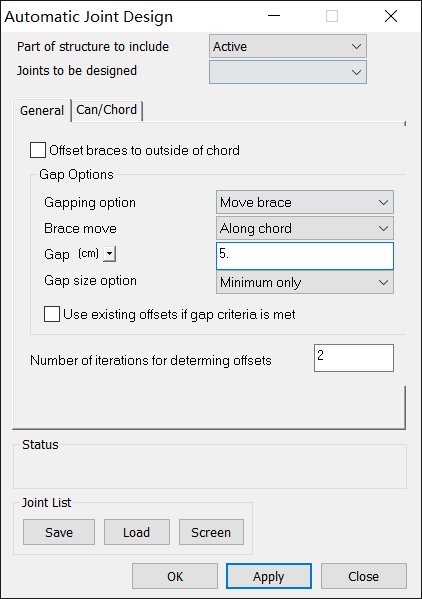 Automatic Joint Design
Part of structure to include Active
Joints to be designed
General Can/Chord
Offset braces to outside of chord
Gap Options
Gapping option Move brace
Brace move Along chord
Gap (cm) 5.
Gap size option Minimum only
Use existing offsets if gap criteria is met
Number of iterations for determing offsets 2
Status
Joint List
Save Load Screen
OK Apply Close